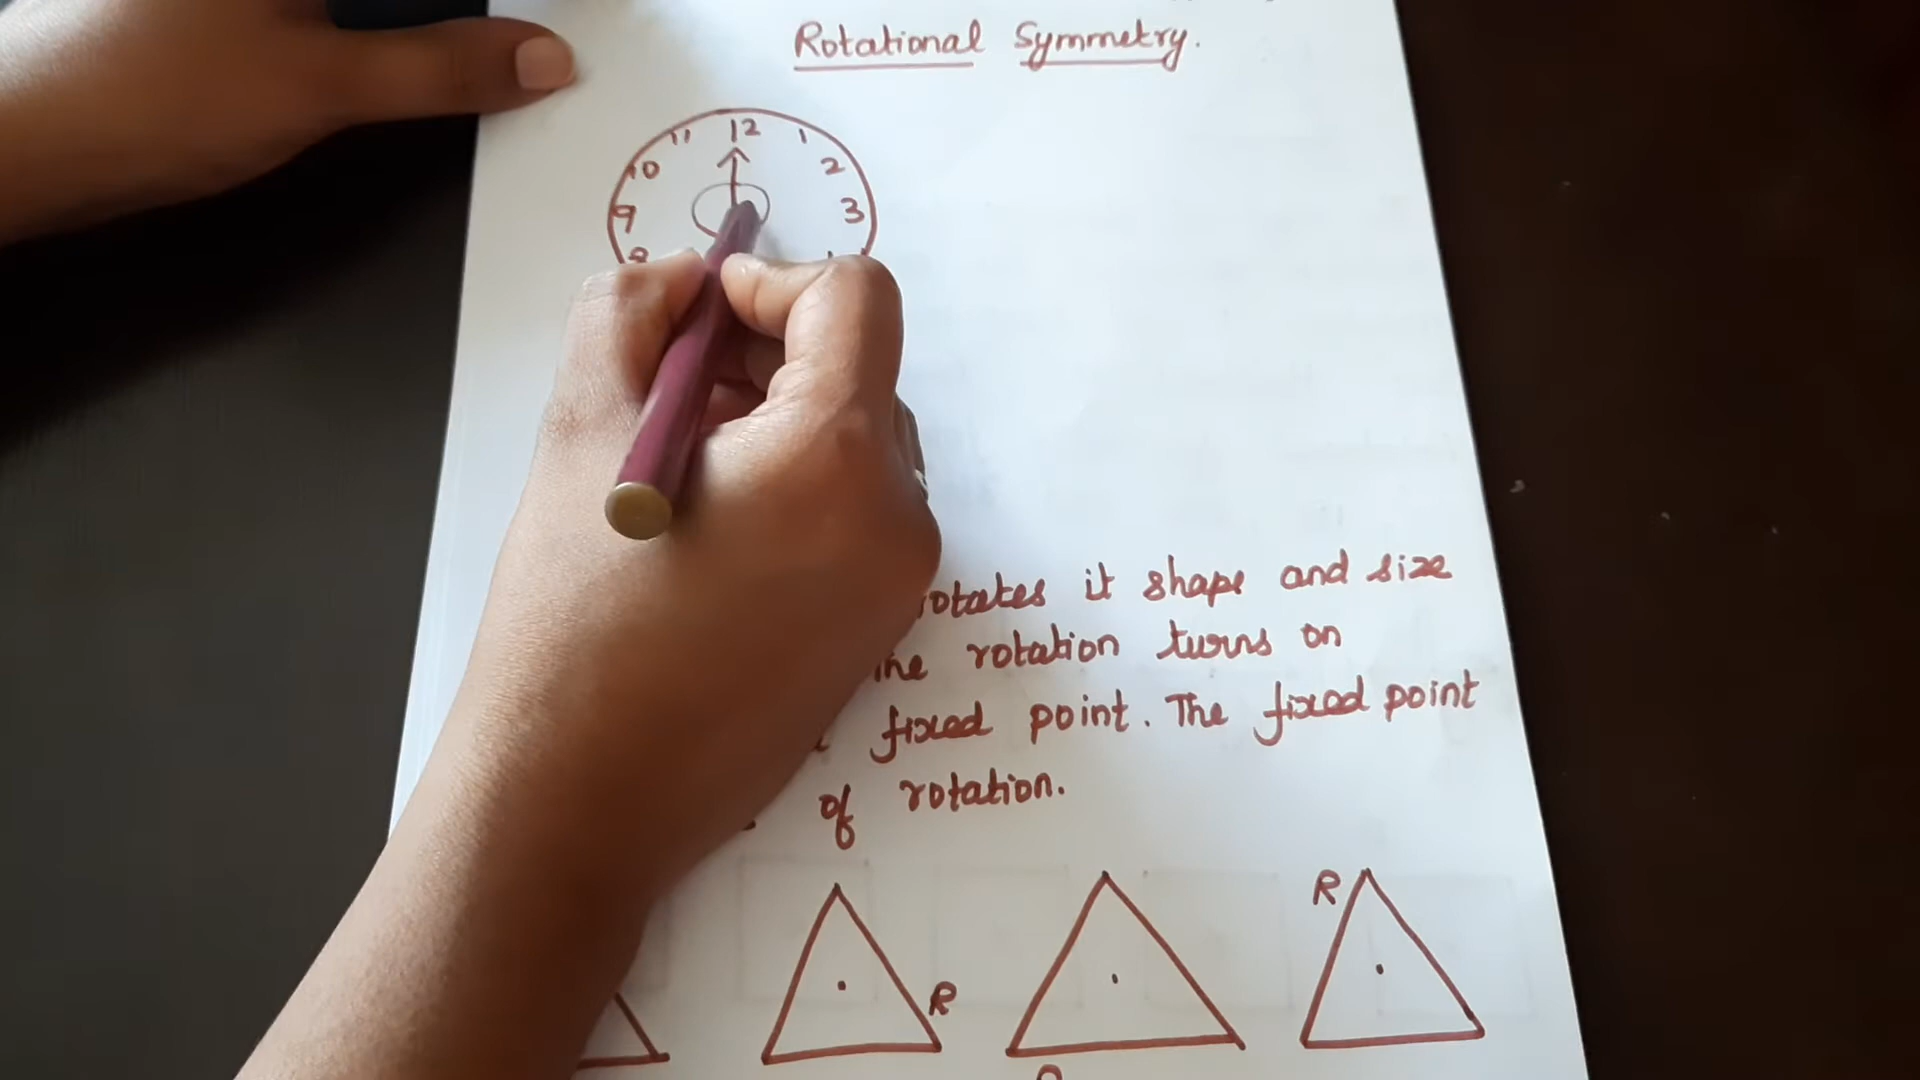 Rotational Symmetry.
12
11 1
10 2
9 3
8
rotates it shape and size
The rotation turns on
fixed point. The fixed point
of rotation.
R
R